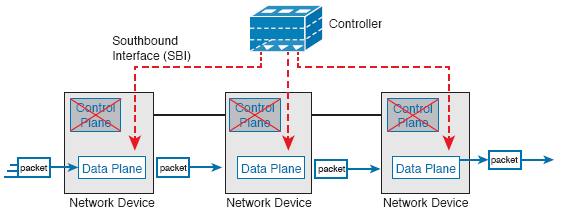 Controller
Southbound
Interface (SBI)
Control
Plane
Control
Plane
Control
Plane
packet
Data Plane
packet
Data Plane
packet
Data Plane
packet
Network Device
Network Device
Network Device